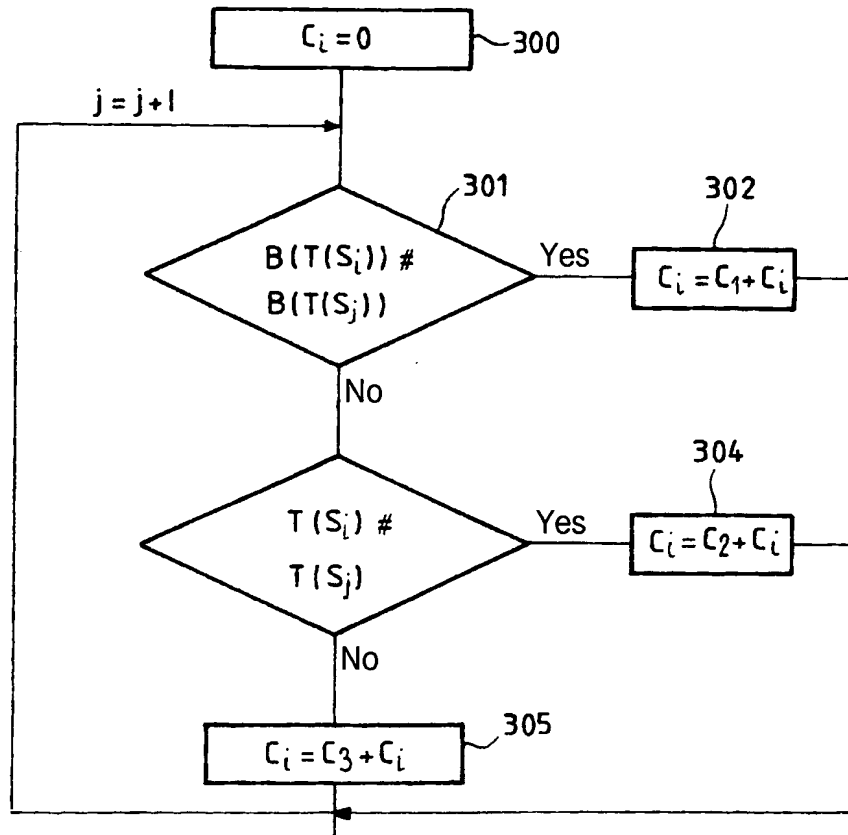 Cᵢ = 0
300
j = j+1
301
302
B(T(Sᵢ)) #
B(T(Sⱼ))
Yes
Cᵢ = C₁ + Cᵢ
No
304
T(Sᵢ) #
T(Sⱼ)
Yes
Cᵢ = C₂ + Cᵢ
No
305
Cᵢ = C₃ + Cᵢ